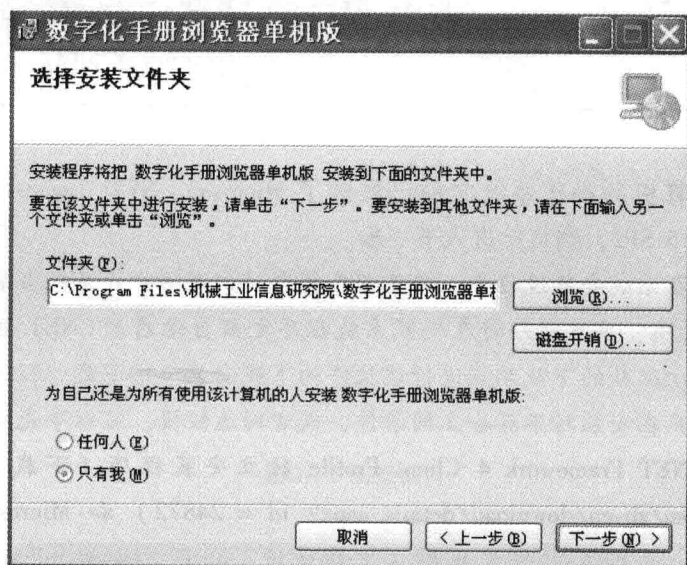 数字化手册浏览器单机版
选择安装文件夹
安装程序将把 数字化手册浏览器单机版 安装到下面的文件夹中。
要在该文件夹中进行安装，请单击“下一步”。要安装到其他文件夹，请在下面输入另一
个文件夹或单击“浏览”。
文件夹(F):
C:\Program Files\机械工业信息研究院\数字化手册浏览器单机
浏览(R)...
磁盘开销(D)...
为自己还是为所有使用该计算机的人安装 数字化手册浏览器单机版:
任何人(E)
只有我(M)
取消
< 上一步(B)
下一步(N) >